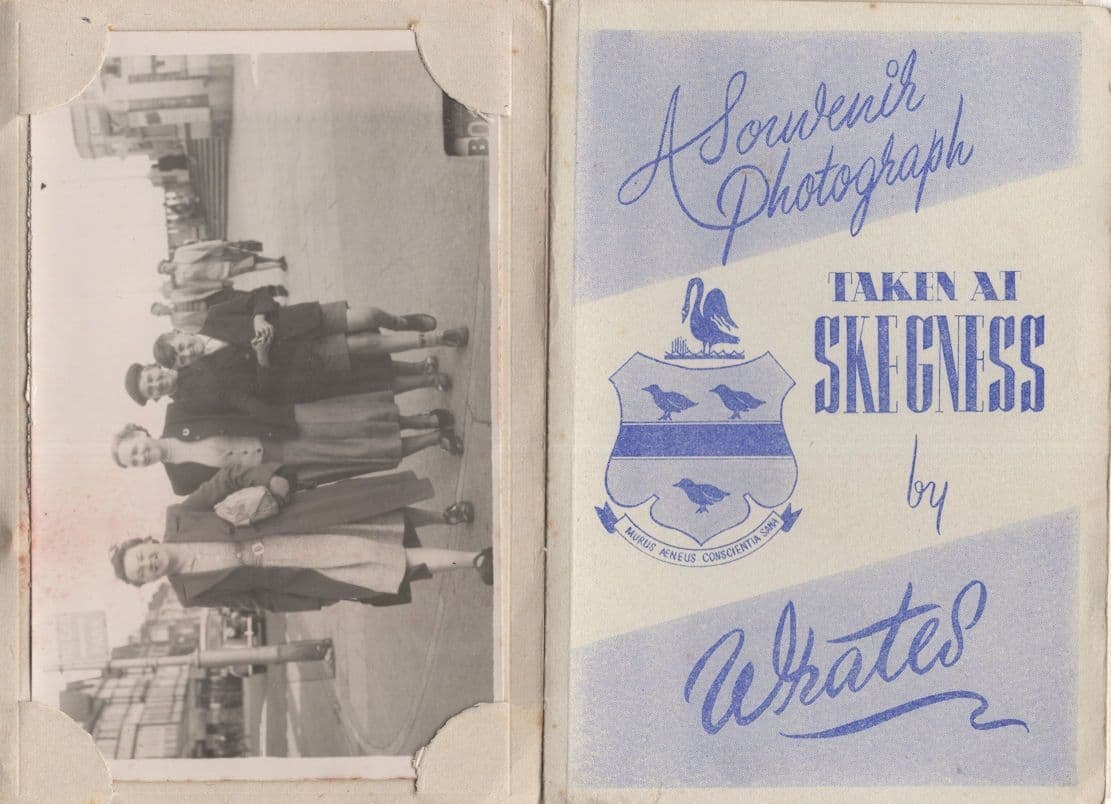 A Souvenir
Photograph
TAKEN AT
SKEGNESS
by
MURUS AENEUS CONSCIENTIA SANA
Wrates